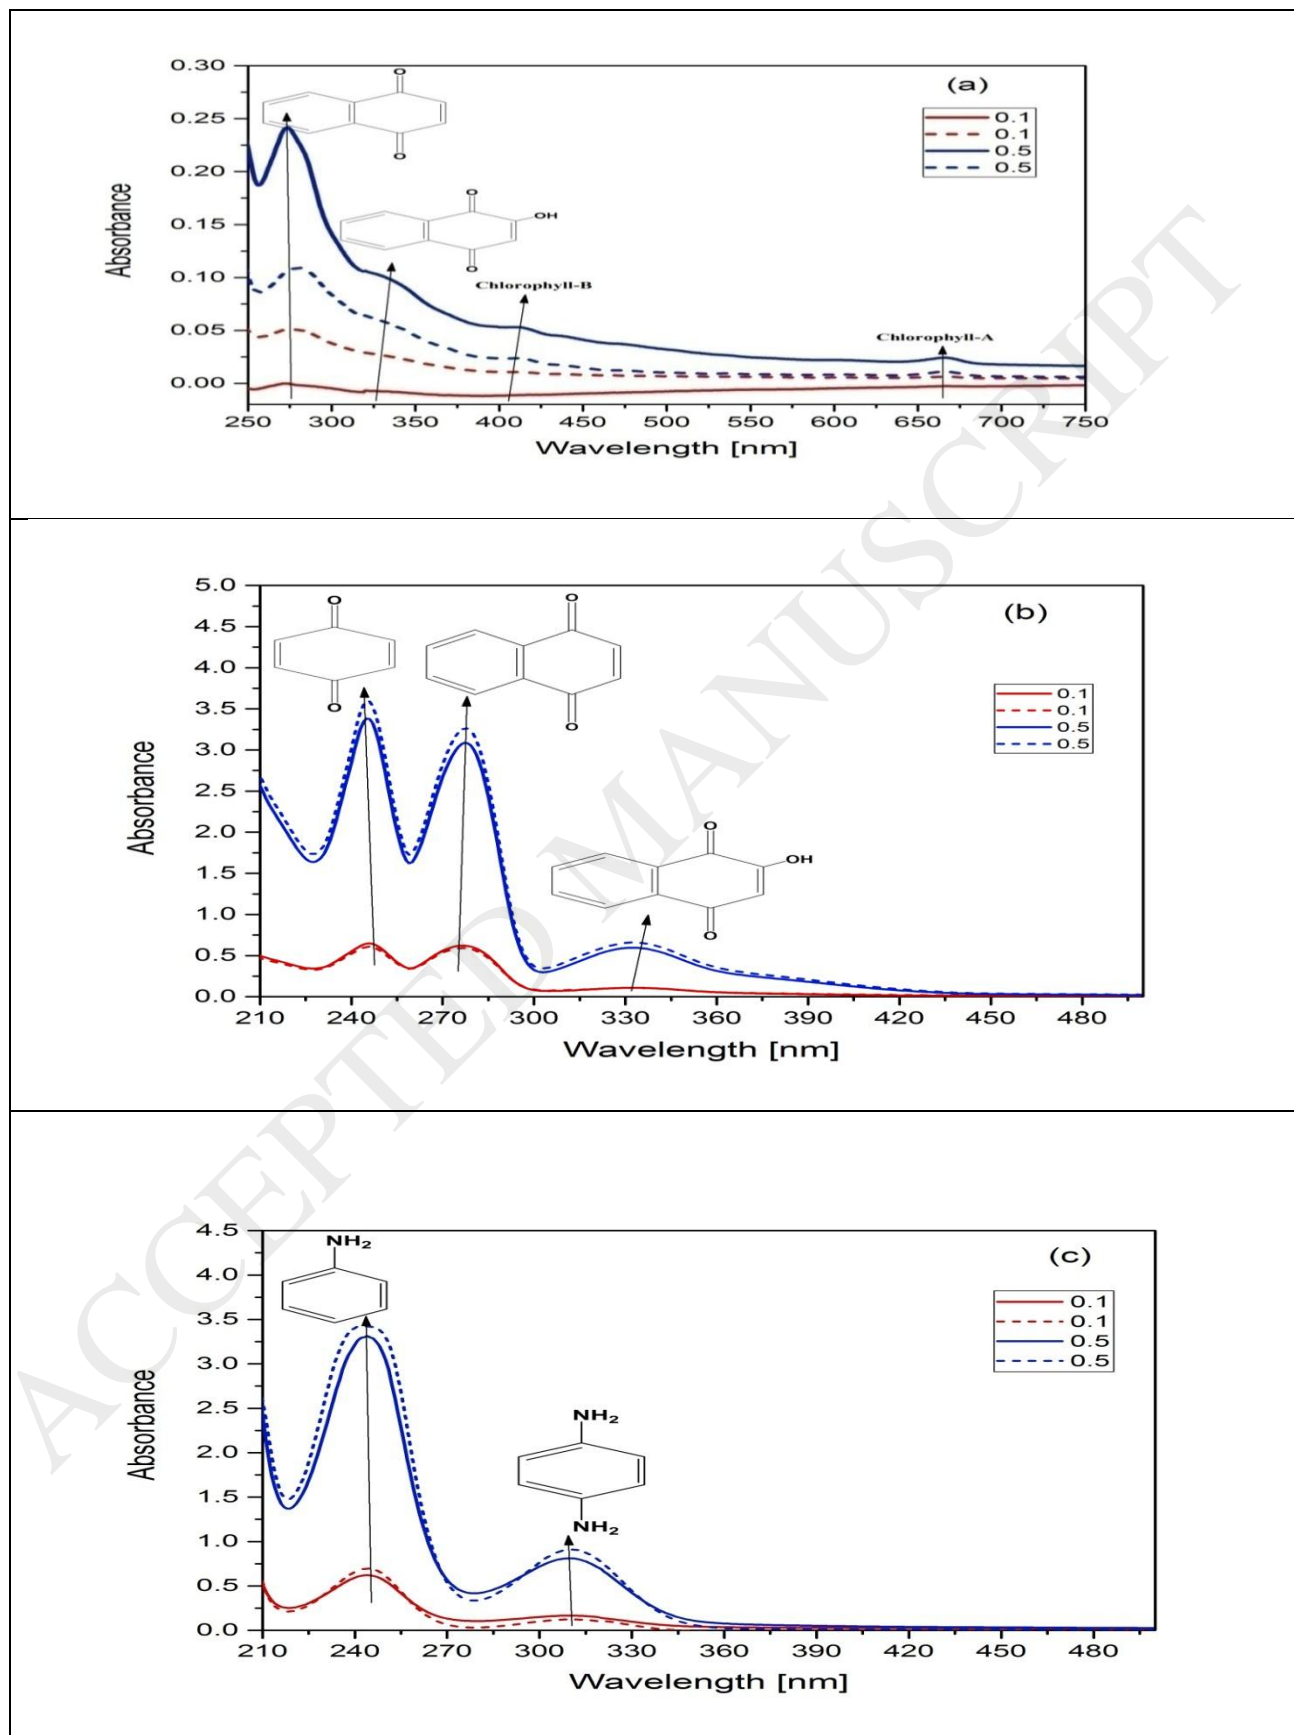 (a)
0.30
0.25
0.20
0.15
0.10
0.05
0.00
Absorbance
250 300 350 400 450 500 550 600 650 700 750
Wavelength [nm]
0.1
0.1
0.5
0.5
O
O
O
OH
O
Chlorophyll-B
Chlorophyll-A
(b)
5.0
4.5
4.0
3.5
3.0
2.5
2.0
1.5
1.0
0.5
0.0
Absorbance
210 240 270 300 330 360 390 420 450 480
Wavelength [nm]
0.1
0.1
0.5
0.5
O
O
O
O
O
OH
O
(c)
4.5
4.0
3.5
3.0
2.5
2.0
1.5
1.0
0.5
0.0
Absorbance
210 240 270 300 330 360 390 420 450 480
Wavelength [nm]
0.1
0.1
0.5
0.5
NH2
NH2
NH2
ACCEPTED MANUSCRIPT